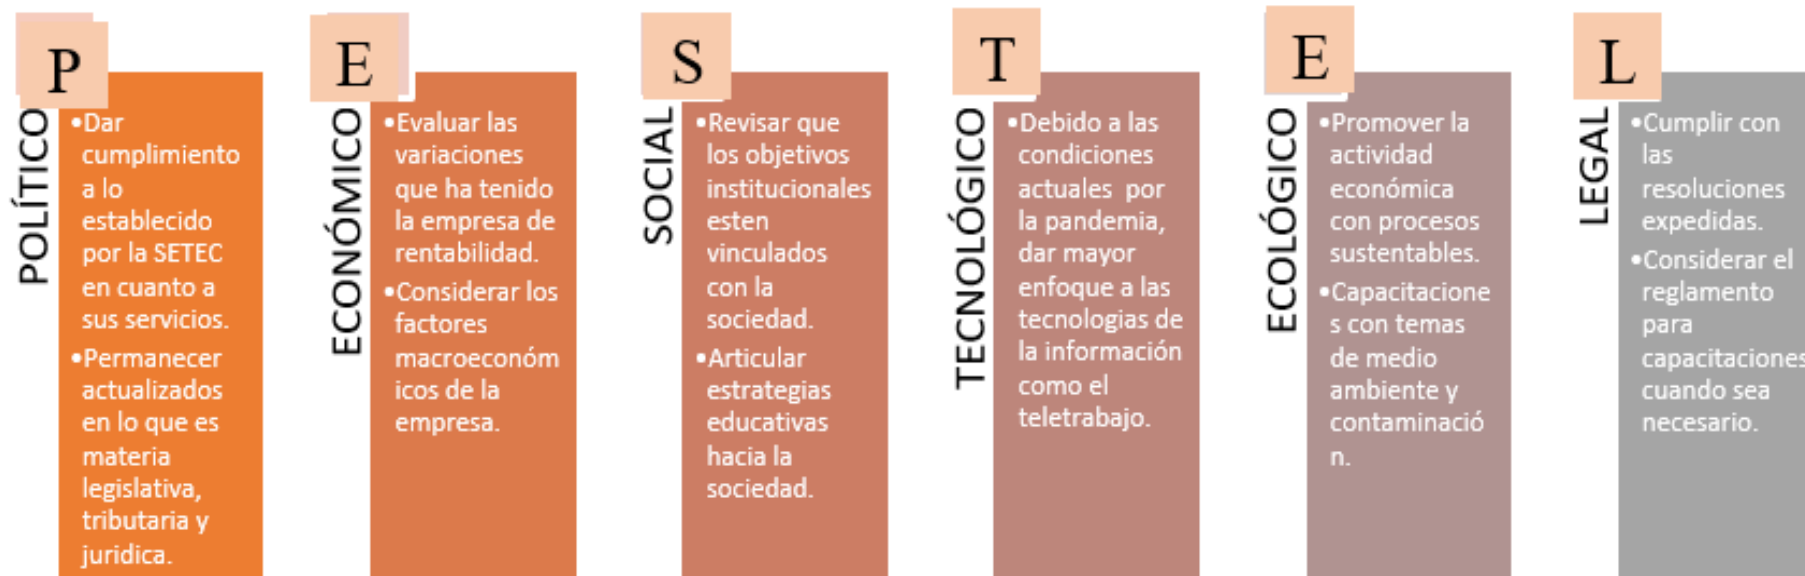 P
POLÍTICO
•Dar
cumplimiento
a lo
establecido
por la SETEC
en cuanto a
sus servicios.
•Permanecer
actualizados
en lo que es
materia
legislativa,
tributaria y
juridica.
E
ECONÓMICO
•Evaluar las
variaciones
que ha tenido
la empresa de
rentabilidad.
•Considerar los
factores
macroeconóm
icos de la
empresa.
S
SOCIAL
•Revisar que
los objetivos
institucionales
esten
vinculados
con la
sociedad.
•Articular
estrategias
educativas
hacia la
sociedad.
T
TECNOLÓGICO
•Debido a las
condiciones
actuales por
la pandemia,
dar mayor
enfoque a las
tecnologias de
la información
como el
teletrabajo.
E
ECOLÓGICO
•Promover la
actividad
económica
con procesos
sustentables.
•Capacitacione
s con temas
de medio
ambiente y
contaminació
n.
L
LEGAL
•Cumplir con
las
resoluciones
expedidas.
•Considerar el
reglamento
para
capacitaciones
cuando sea
necesario.